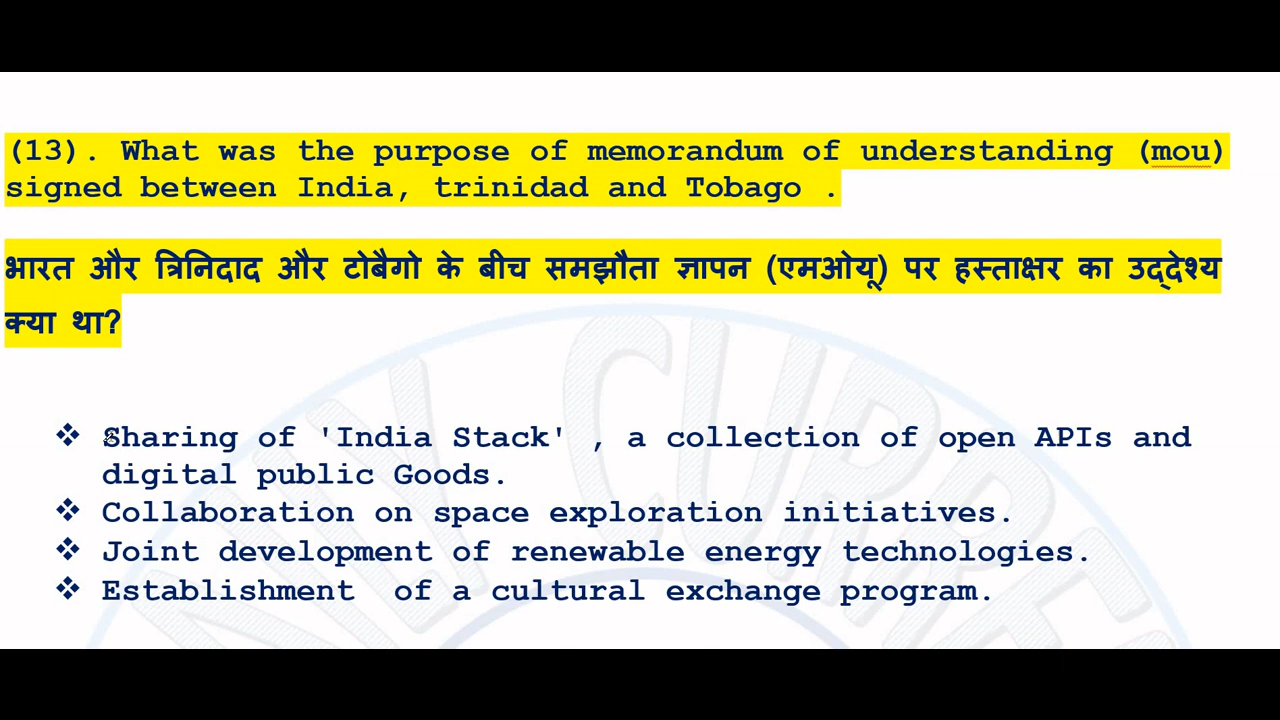 (13). What was the purpose of memorandum of understanding (mou)
signed between India, trinidad and Tobago .
भारत और त्रिनिदाद और टोबैगो के बीच समझौता ज्ञापन (एमओयू) पर हस्ताक्षर का उद्देश्य
क्या था?
❖ Sharing of 'India Stack' , a collection of open APIs and
digital public Goods.
❖ Collaboration on space exploration initiatives.
❖ Joint development of renewable energy technologies.
❖ Establishment of a cultural exchange program.